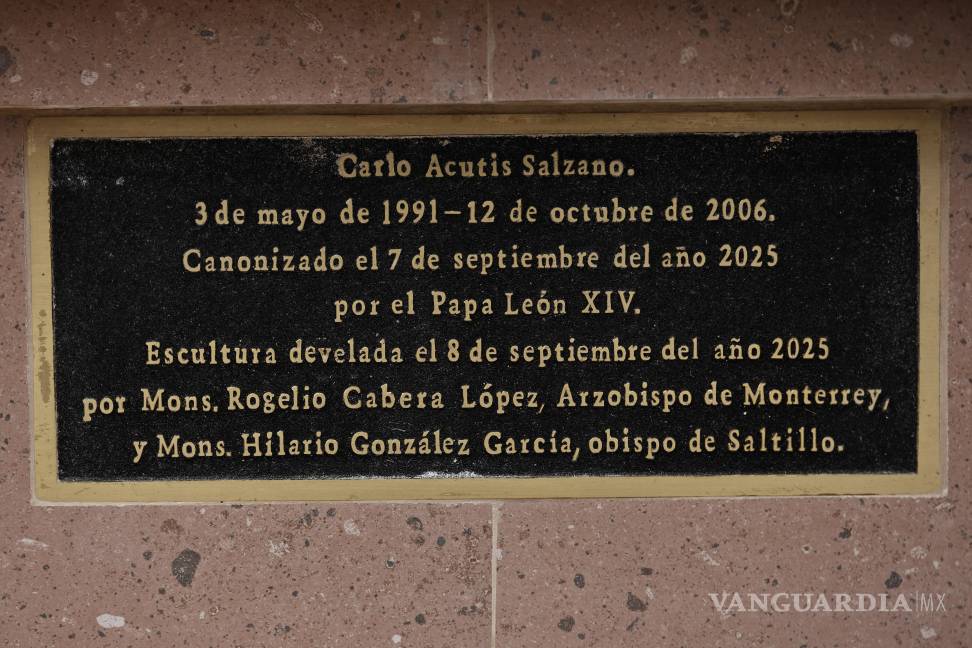 Carlo Acutis Salzano.
3 de mayo de 1991–12 de octubre de 2006.
Canonizado el 7 de septiembre del año 2025
por el Papa León XIV.
Escultura develada el 8 de septiembre del año 2025
por Mons. Rogelio Cabera López, Arzobispo de Monterrey,
y Mons. Hilario González García, obispo de Saltillo.
VANGUARDIA|MX